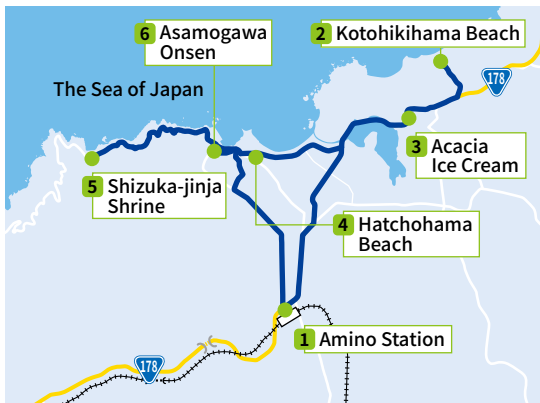 6 Asamogawa
Onsen
2 Kotohikihama Beach
178
The Sea of Japan
3 Acacia
Ice Cream
5 Shizuka-jinja
Shrine
4 Hatchohama
Beach
1 Amino Station
178